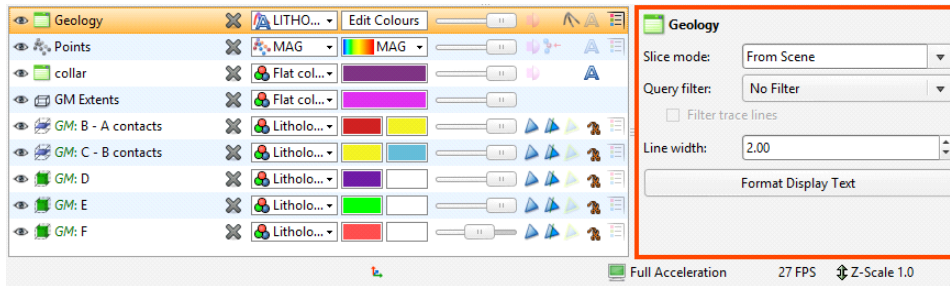 Geology LITHO... Edit Colours A
Points MAG MAG A
collar Flat col... A
GM Extents Flat col...
GM: B - A contacts Litholo...
GM: C - B contacts Litholo...
GM: D Litholo...
GM: E Litholo...
GM: F Litholo...
Geology
Slice mode: From Scene
Query filter: No Filter
Filter trace lines
Line width: 2.00
Format Display Text
Full Acceleration 27 FPS Z-Scale 1.0